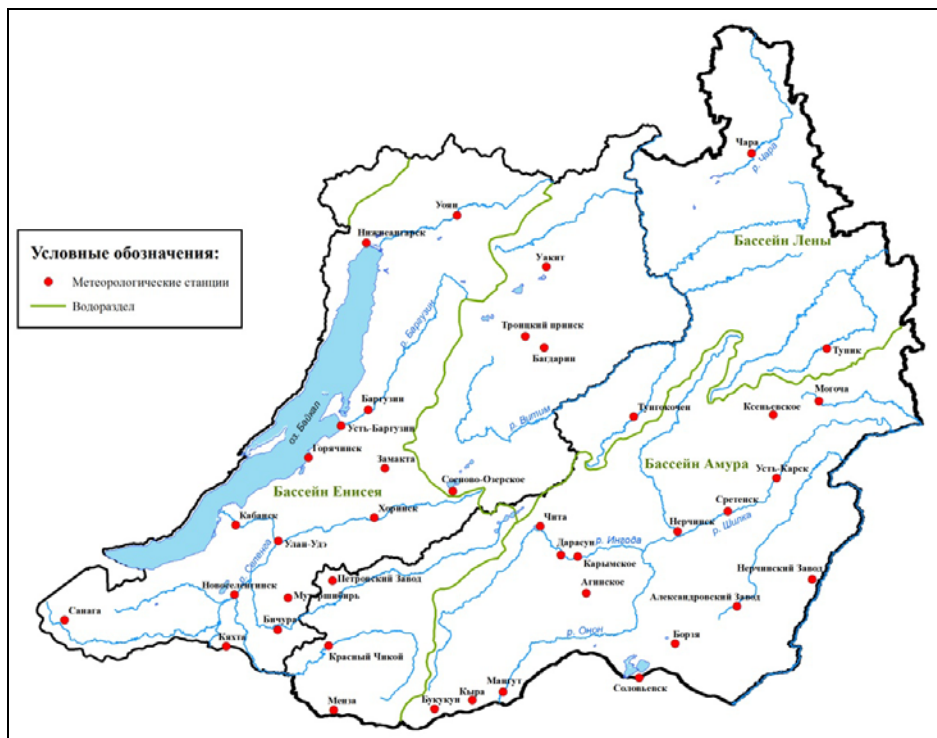 Чара
р. Чара
Уоян
Нижнеангарск
Бассейн Лены
Условные обозначения:
Метеорологические станции
Водораздел
Уакит
р. Баргузин
Троицкий прииск
Багдарин
Тупик
Могоча
Баргузин
Ксеньевское
Тунгокочен
р. Витим
оз. Байкал
Усть-Баргузин
Горячинск
Замакта
Бассейн Амура
Усть-Карск
Сосново-Озерское
Бассейн Енисея
Сретенск
Хоринск
Кабанск
Чита
Нерчинск
р. Шилка
Улан-Удэ
р. Ингода
Дарасун
Карымское
р. Селенга
Петровский Завод
Нерчинский Завод
Новоселенгинск
Мухоршибирь
Агинское
Александровский Завод
Санага
Бичура
р. Онон
Борзя
Кяхта
Красный Чикой
Соловьевск
Мангут
Кыра
Менза
Букукун